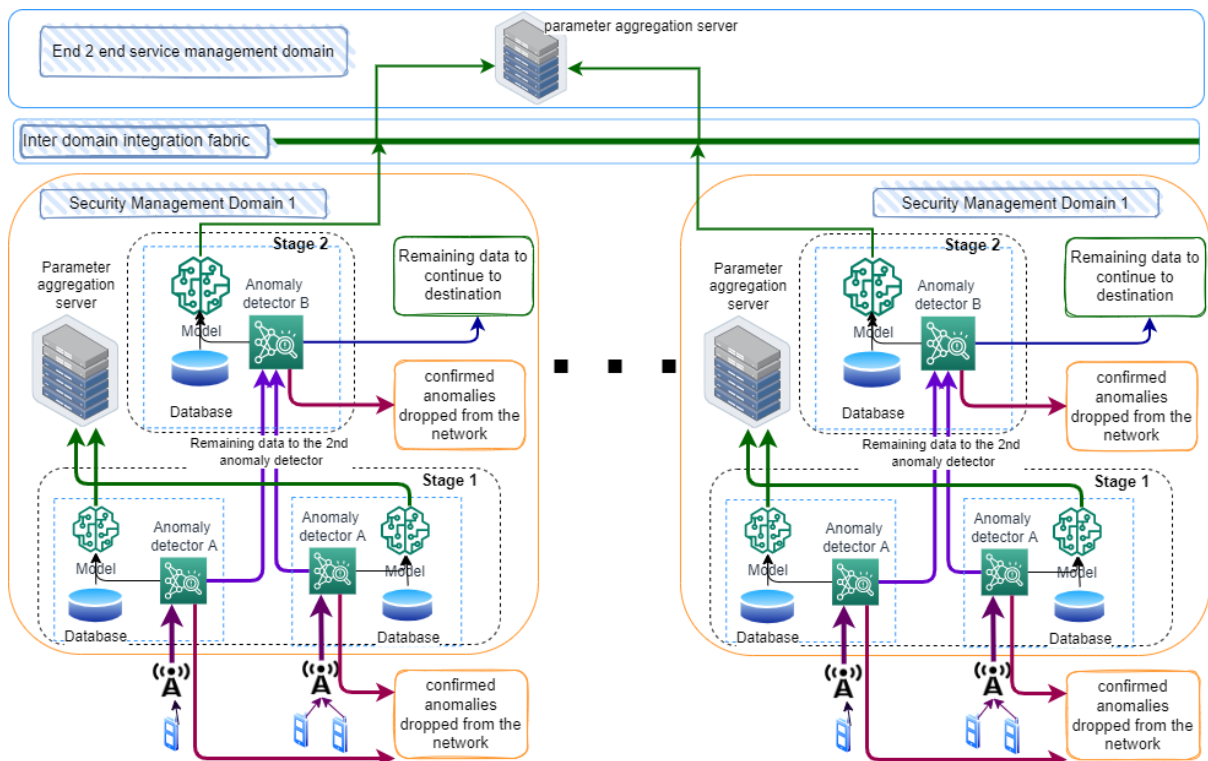 parameter aggregation server
End 2 end service management domain
Inter domain integration fabric
Security Management Domain 1
Stage 2
Parameter
aggregation
server
Anomaly
detector B
Model
Database
Remaining data to
continue to
destination
confirmed
anomalies
dropped from the
network
Remaining data to the 2nd
anomaly detector
Stage 1
Anomaly
detector A
Model
Database
Anomaly
detector A
Model
Database
confirmed
anomalies
dropped from the
network
Security Management Domain 1
Stage 2
Parameter
aggregation
server
Anomaly
detector B
Model
Database
Remaining data to
continue to
destination
confirmed
anomalies
dropped from the
network
Remaining data to the 2nd
anomaly detector
Stage 1
Anomaly
detector A
Model
Database
Anomaly
detector A
Model
Database
confirmed
anomalies
dropped from the
network